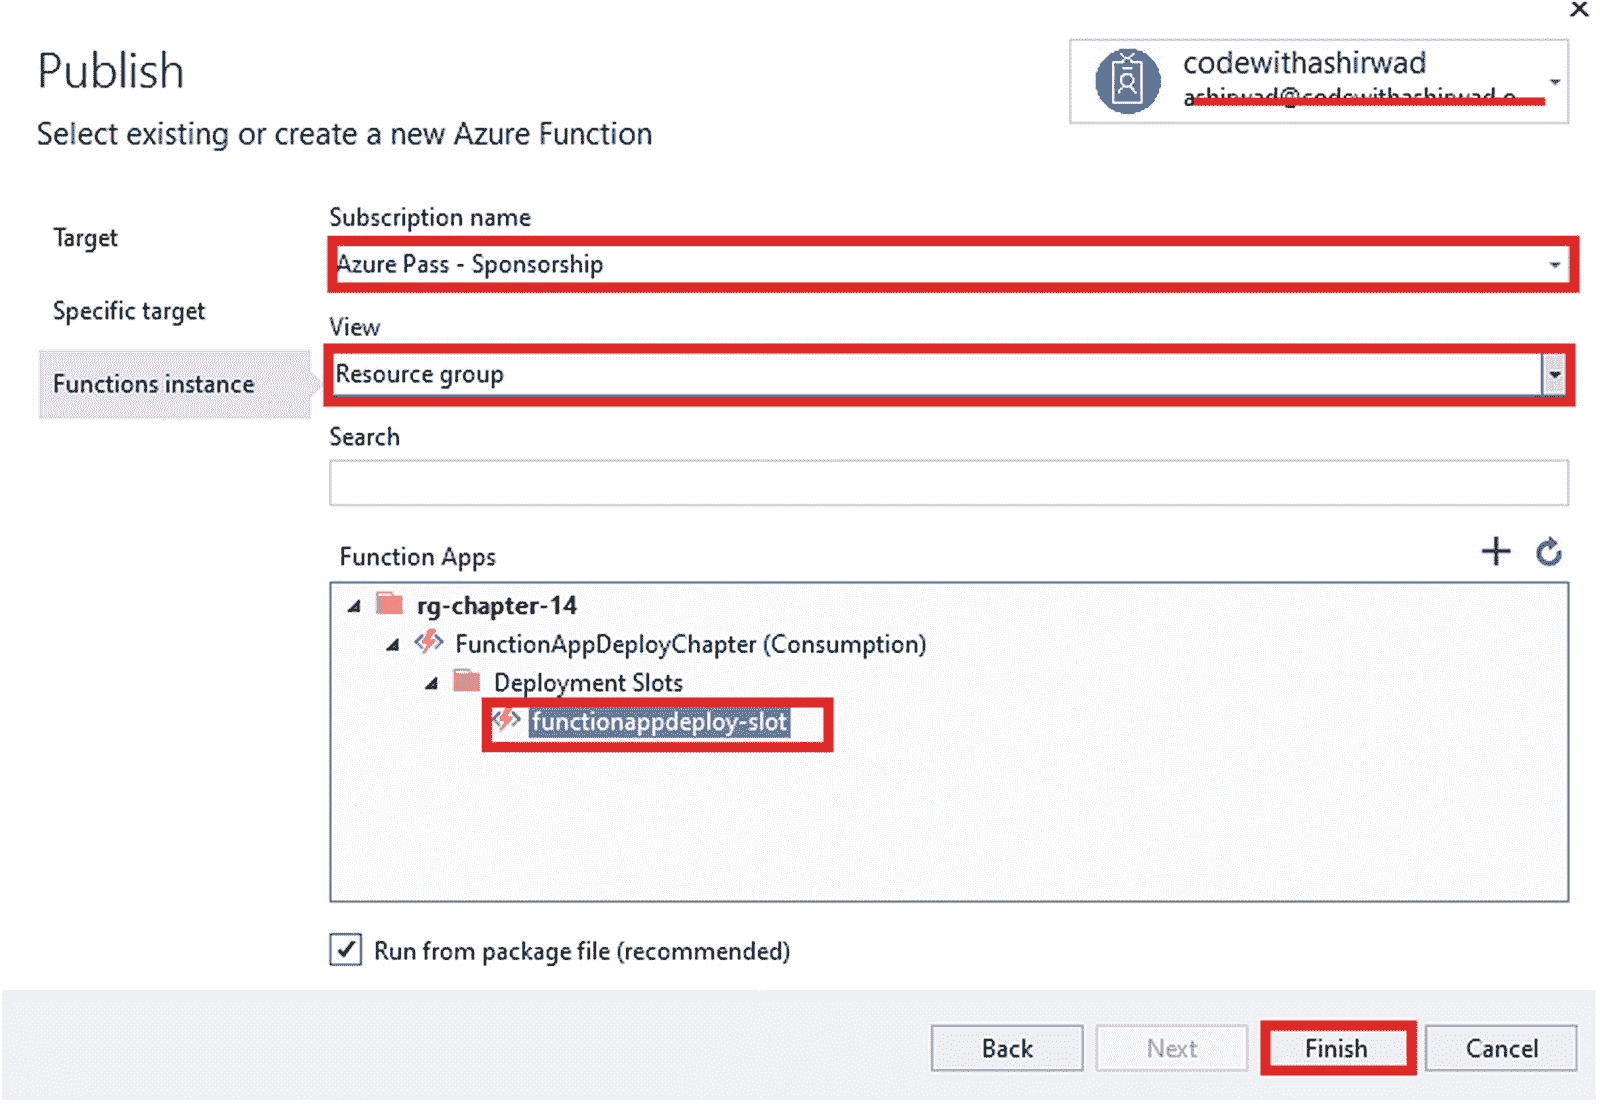 Publish
Select existing or create a new Azure Function
codewithashirwad
Target
Specific target
Functions instance
Subscription name
Azure Pass - Sponsorship
View
Resource group
Search
Function Apps
rg-chapter-14
FunctionAppDeployChapter (Consumption)
Deployment Slots
functionappdeploy-slot
Run from package file (recommended)
Back
Next
Finish
Cancel